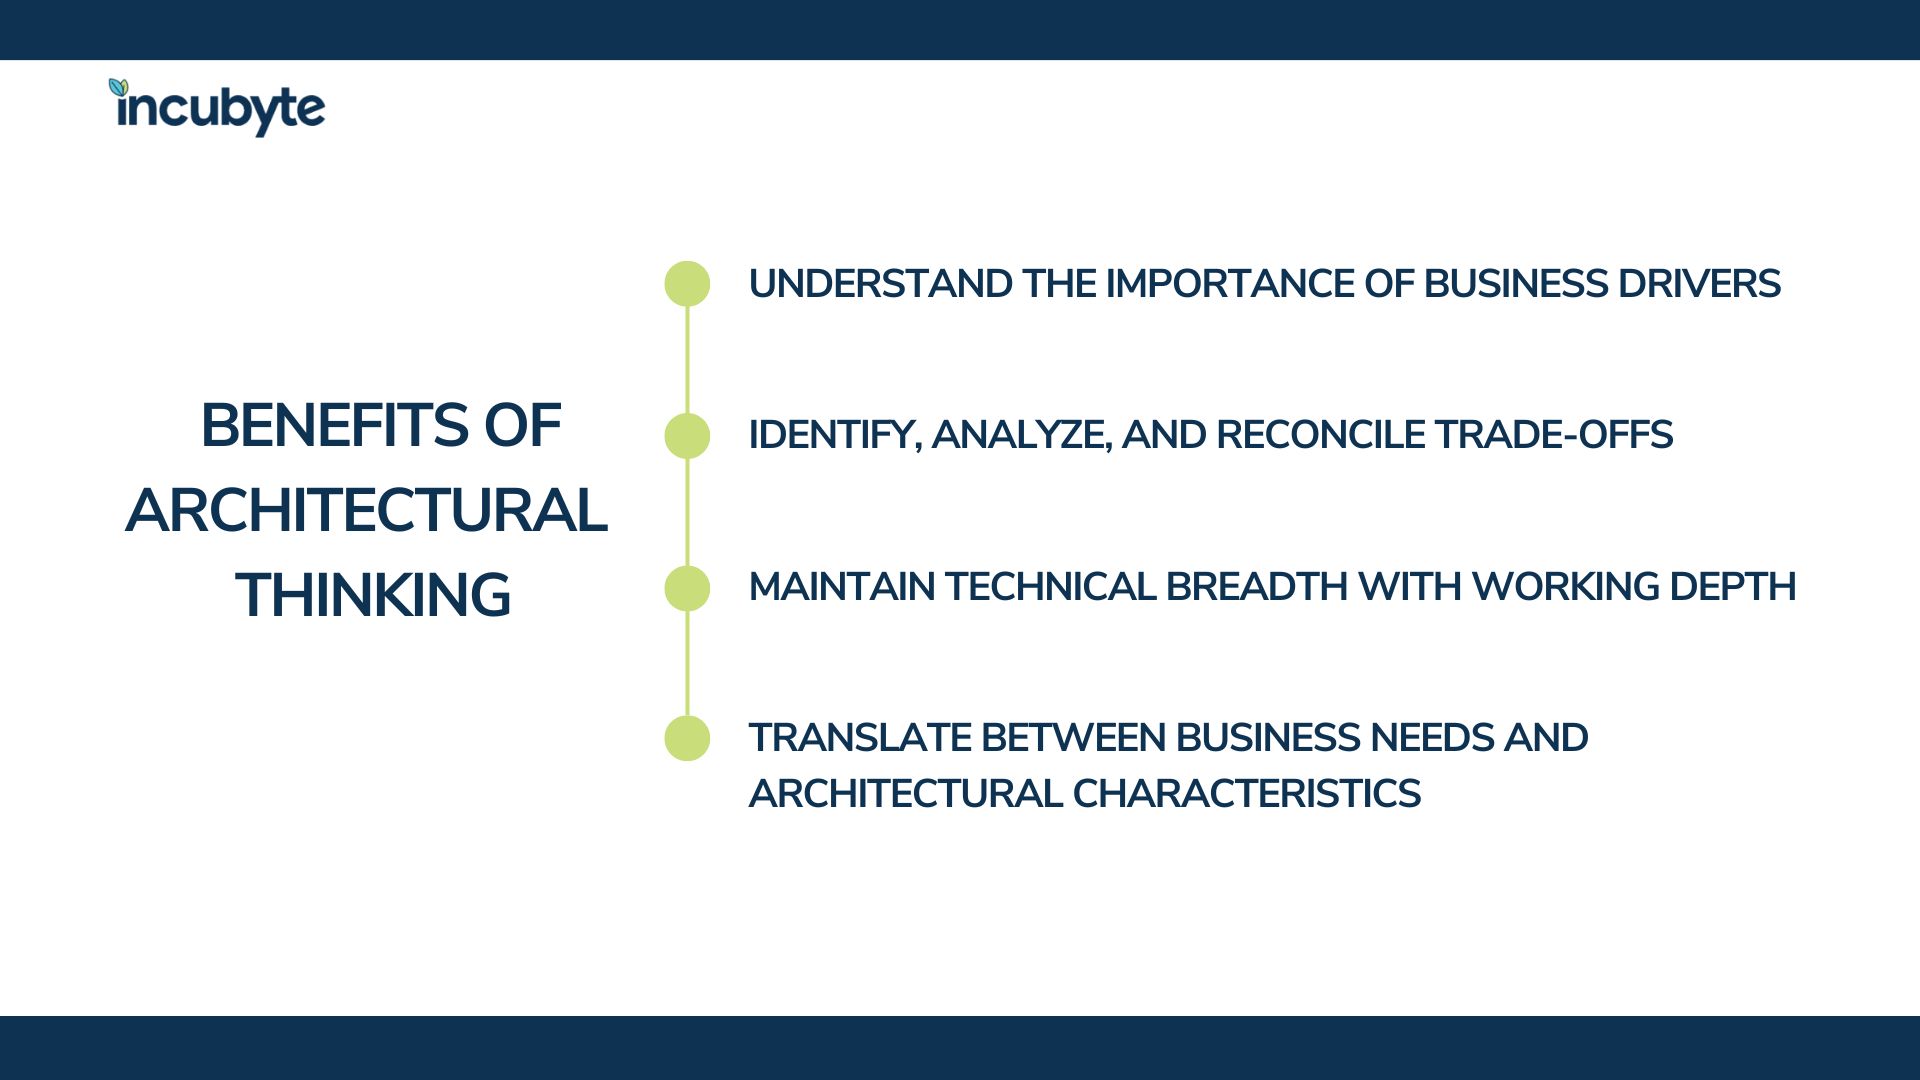 incubyte
BENEFITS OF
ARCHITECTURAL
THINKING
UNDERSTAND THE IMPORTANCE OF BUSINESS DRIVERS
IDENTIFY, ANALYZE, AND RECONCILE TRADE-OFFS
MAINTAIN TECHNICAL BREADTH WITH WORKING DEPTH
TRANSLATE BETWEEN BUSINESS NEEDS AND
ARCHITECTURAL CHARACTERISTICS